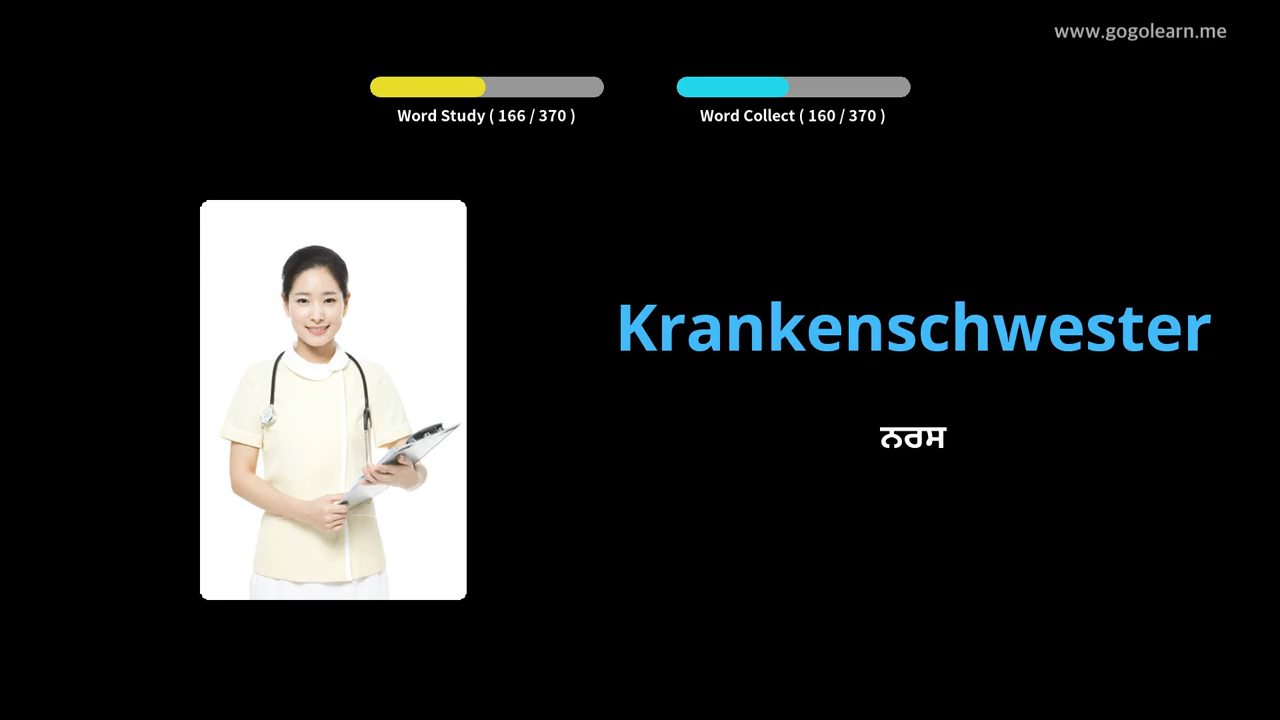 www.gogolearn.me
Word Study ( 166 / 370 )
Word Collect ( 160 / 370 )
Krankenschwester
ਨਰਸ